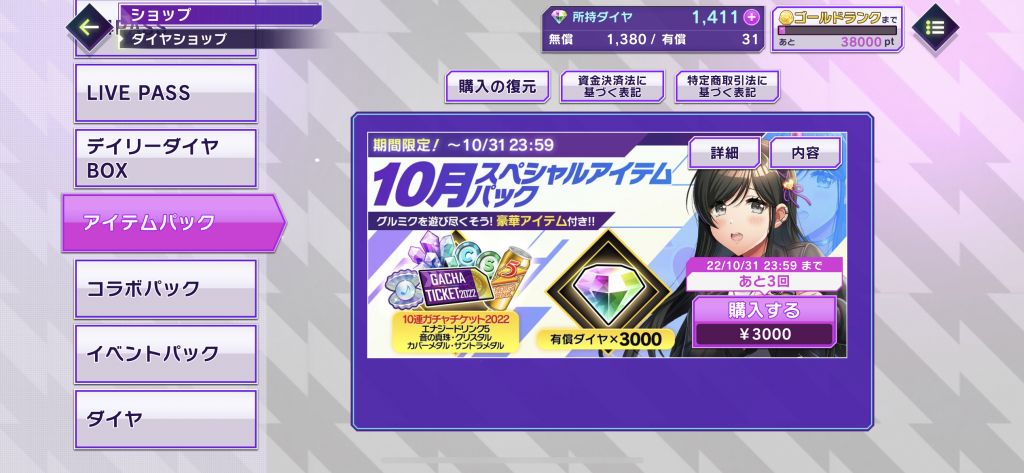 ショップ
ダイヤショップ
所持ダイヤ 1,411
無償 1,380 / 有償 31
ゴールドランクまで
あと 38000 pt
LIVE PASS
デイリーダイヤ
BOX
アイテムパック
コラボパック
イベントパック
ダイヤ
購入の復元
資金決済法に
基づく表記
特定商取引法に
基づく表記
期間限定! ～10/31 23:59
10月スペシャルアイテム
パック
グルミクを遊び尽くそう! 豪華アイテム付き!!
詳細
内容
GACHA
TICKET2022
C
S
5
10連ガチャチケット2022
エナジードリンク5
音の真珠・クリスタル
カバーメダル・サントラメダル
有償ダイヤ×3000
22/10/31 23:59 まで
あと3回
購入する
¥3000